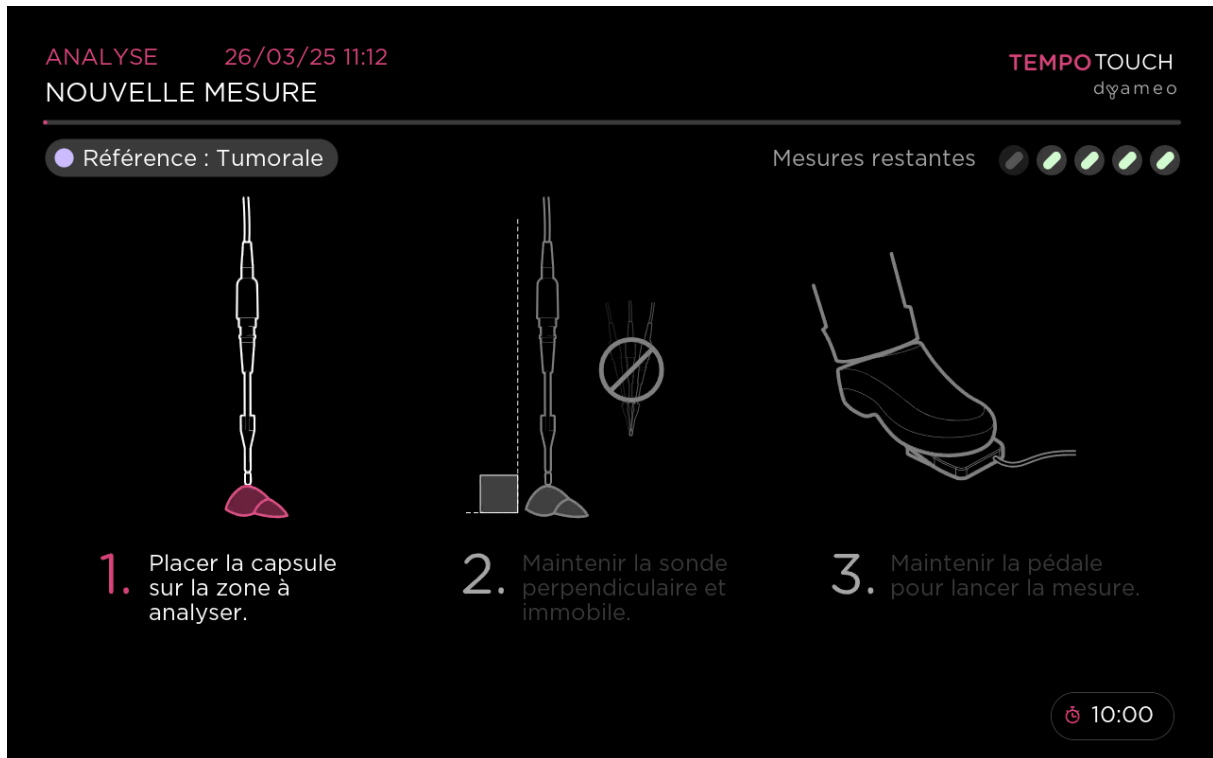 ANALYSE 26/03/25 11:12
NOUVELLE MESURE
TEMPOTOUCH
dyameo
Référence : Tumorale
Mesures restantes
1. Placer la capsule
sur la zone à
analyser.
2. Maintenir la sonde
perpendiculaire et
immobile.
3. Maintenir la pédale
pour lancer la mesure.
10:00